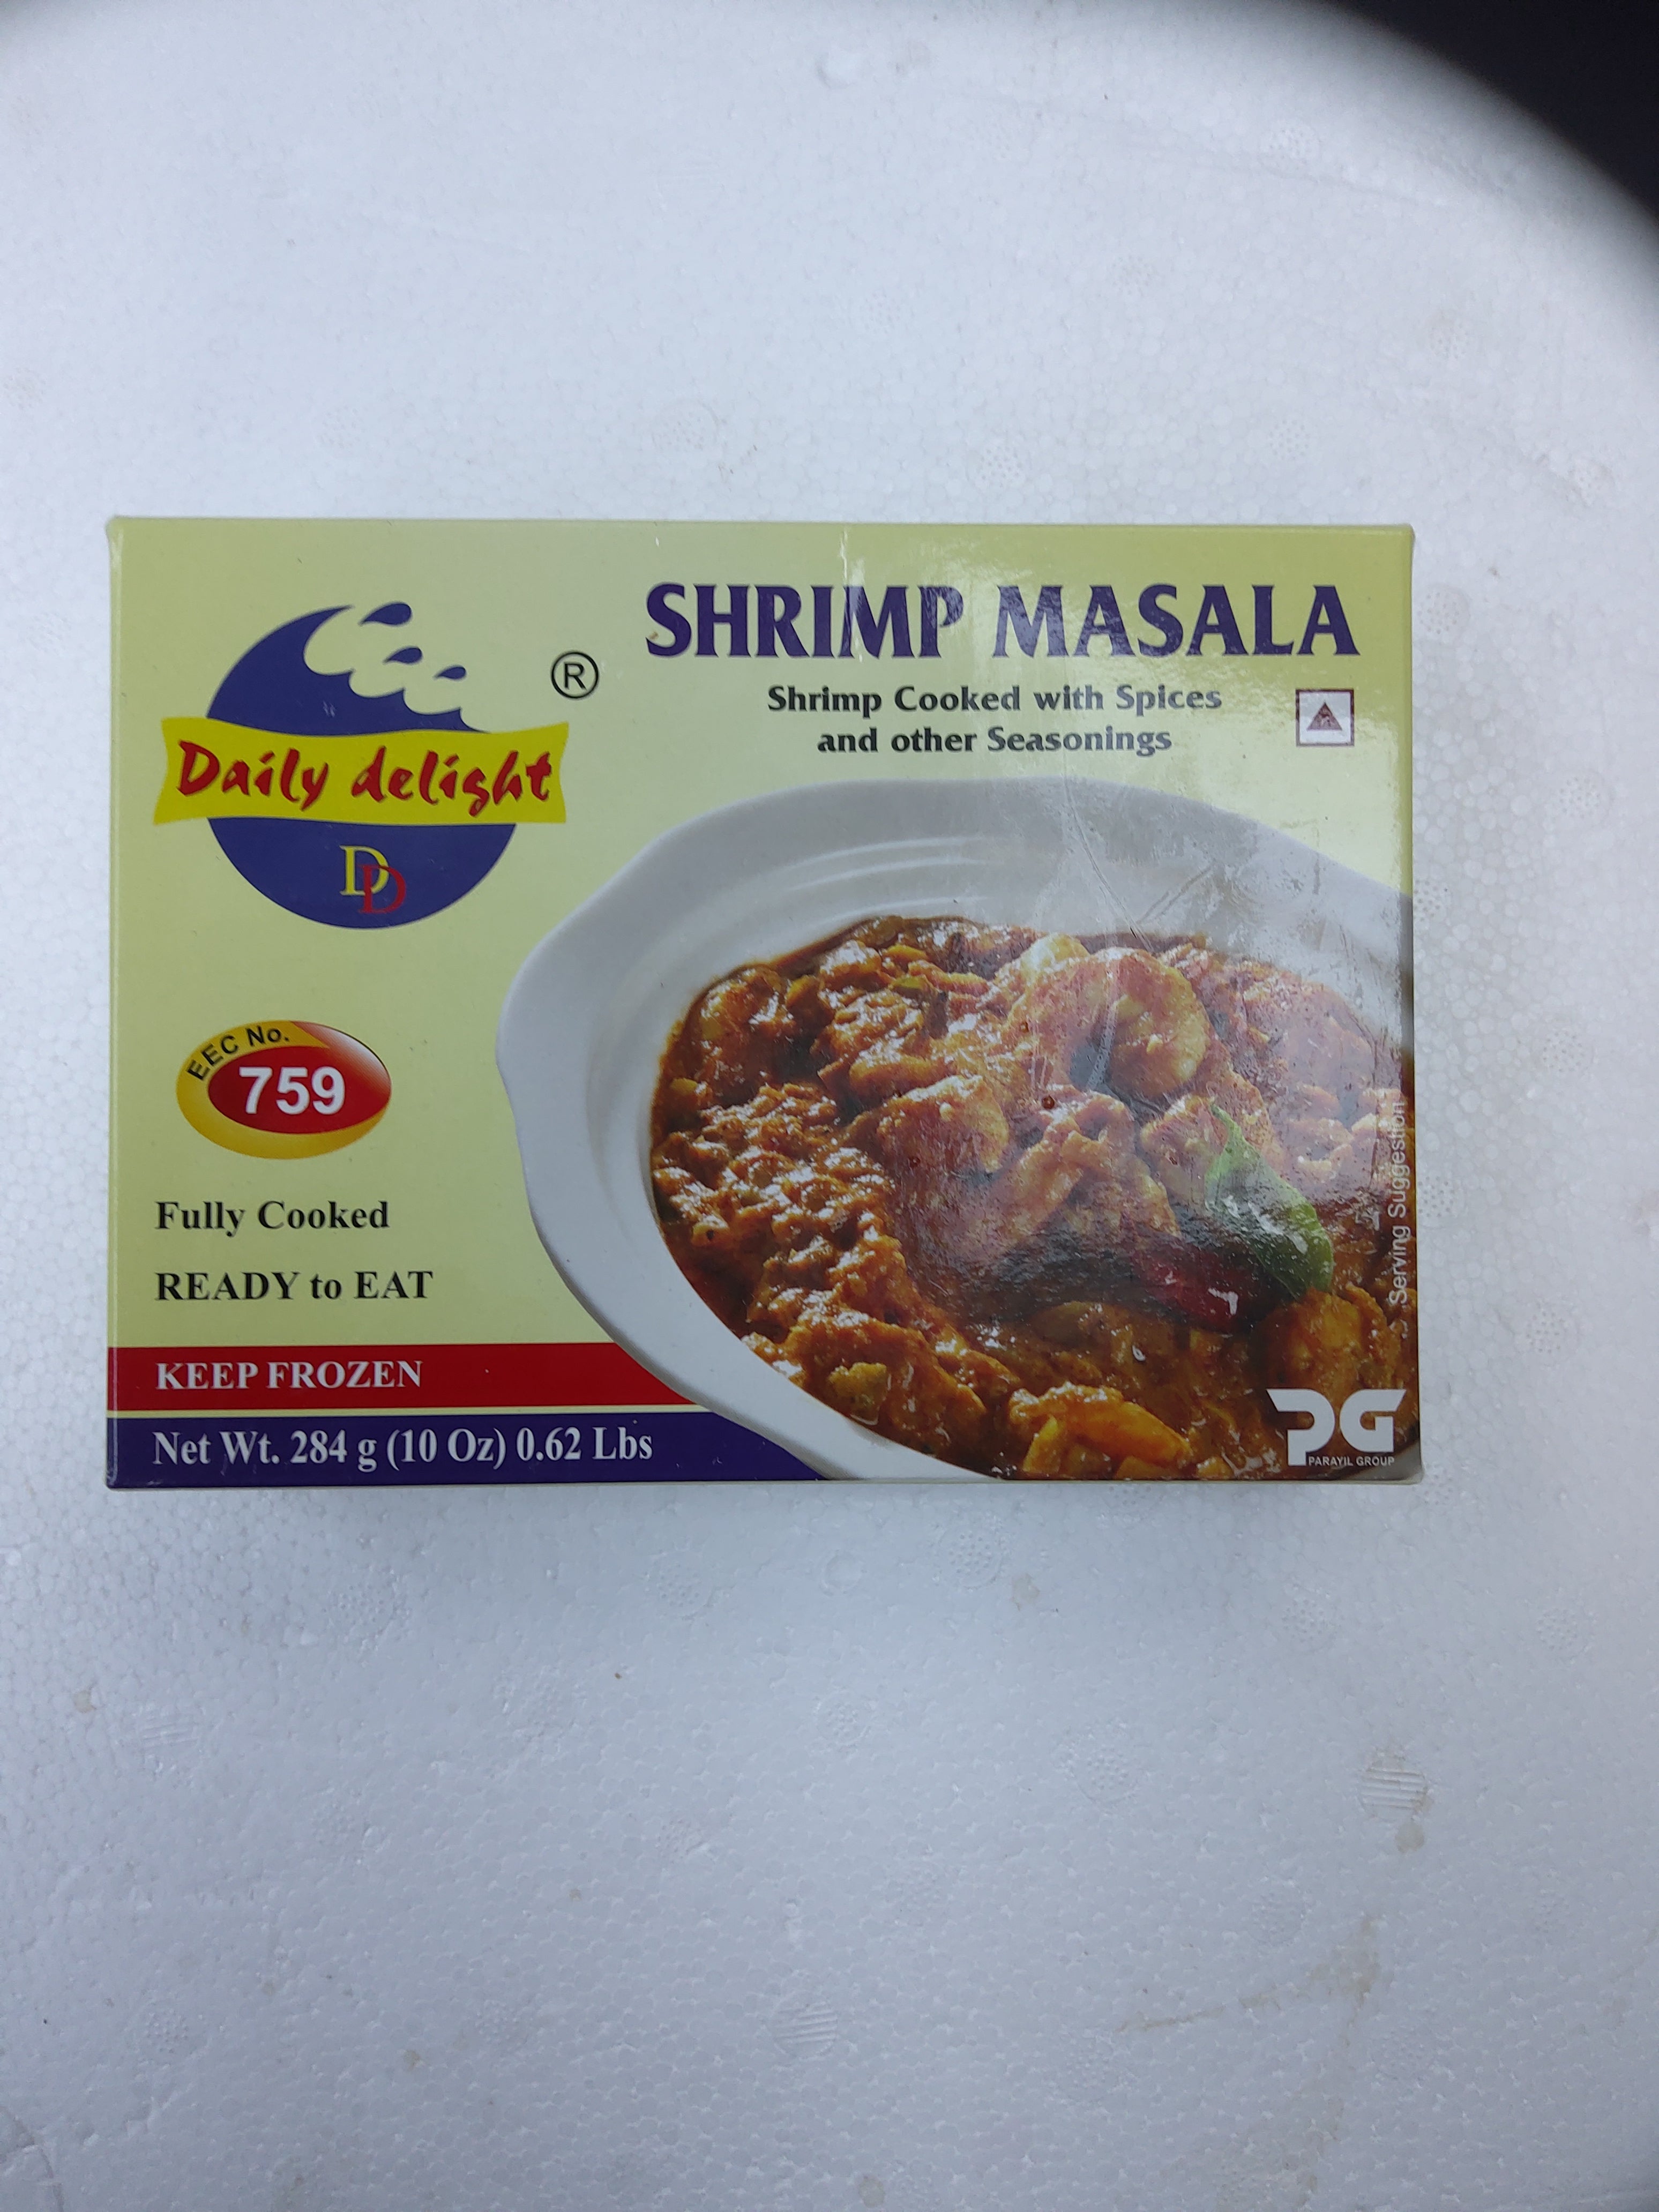 SHRIMP MASALA
Shrimp Cooked with Spices
and other Seasonings
®
Daily delight
DD
EEC No.
759
Fully Cooked
READY to EAT
KEEP FROZEN
Net Wt. 284 g (10 Oz) 0.62 Lbs
Serving Suggestion
PG
PARAYIL GROUP